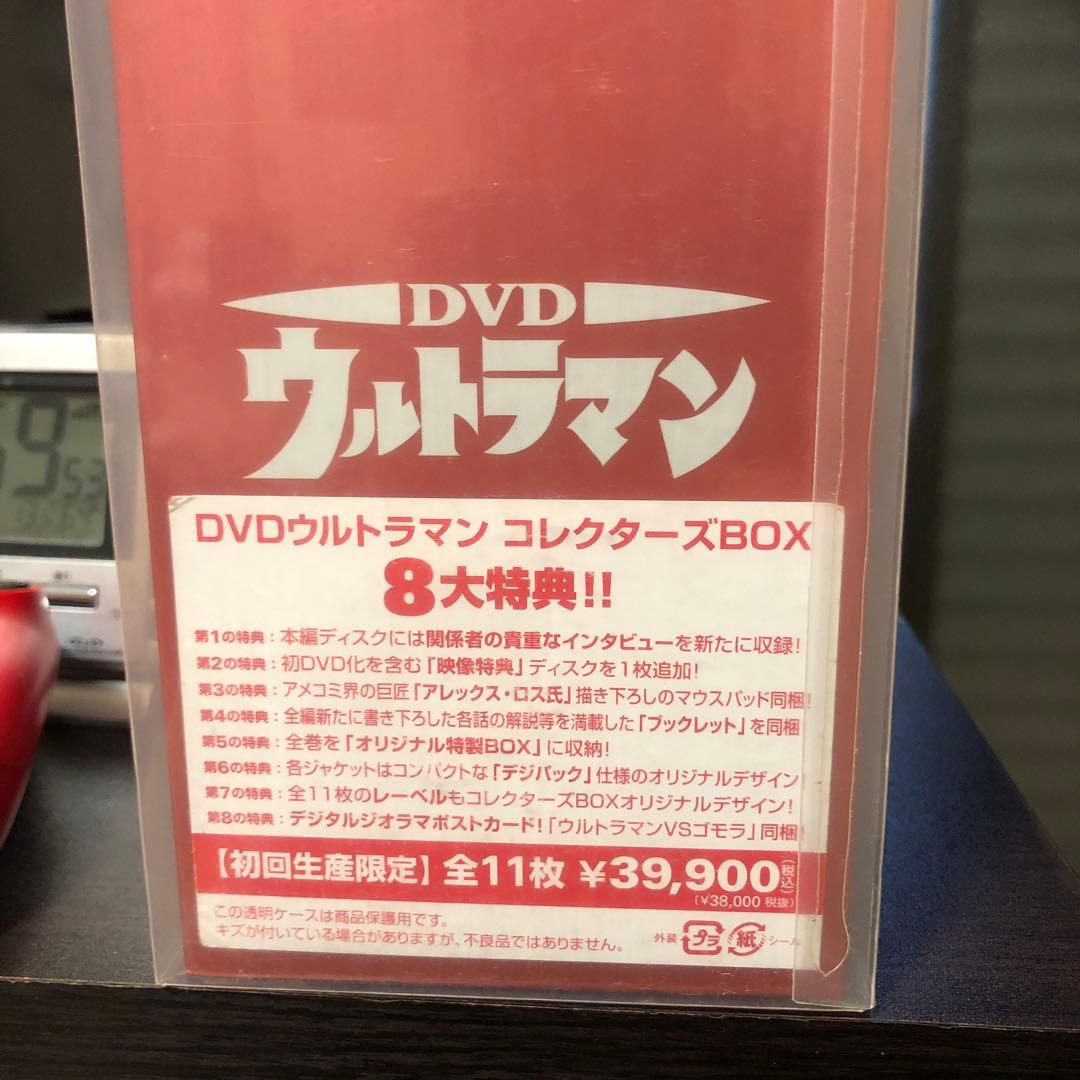 DVD
ウルトラマン
DVDウルトラマン コレクターズBOX
8大特典!!
第1の特典：本編ディスクには関係者の貴重なインタビューを新たに収録！
第2の特典：初DVD化を含む「映像特典」ディスクを1枚追加！
第3の特典：アメコミ界の巨匠「アレックス・ロス氏」描き下ろしのマウスパッド同梱！
第4の特典：全編新たに書き下ろした各話の解説等を満載した「ブックレット」を同梱
第5の特典：全巻を「オリジナル特製BOX」に収納！
第6の特典：各ジャケットはコンパクトな「デジパック」仕様のオリジナルデザイン
第7の特典：全11枚のレーベルもコレクターズBOXオリジナルデザイン！
第8の特典：デジタルジオラマポストカード！「ウルトラマンVSゴモラ」同梱！
【初回生産限定】全11枚 ¥39,900（税込）
（¥38,000 税抜）
この透明ケースは商品保護用です。
キズが付いている場合がありますが、不良品ではありません。
外装 プラ 紙 シール
9 53